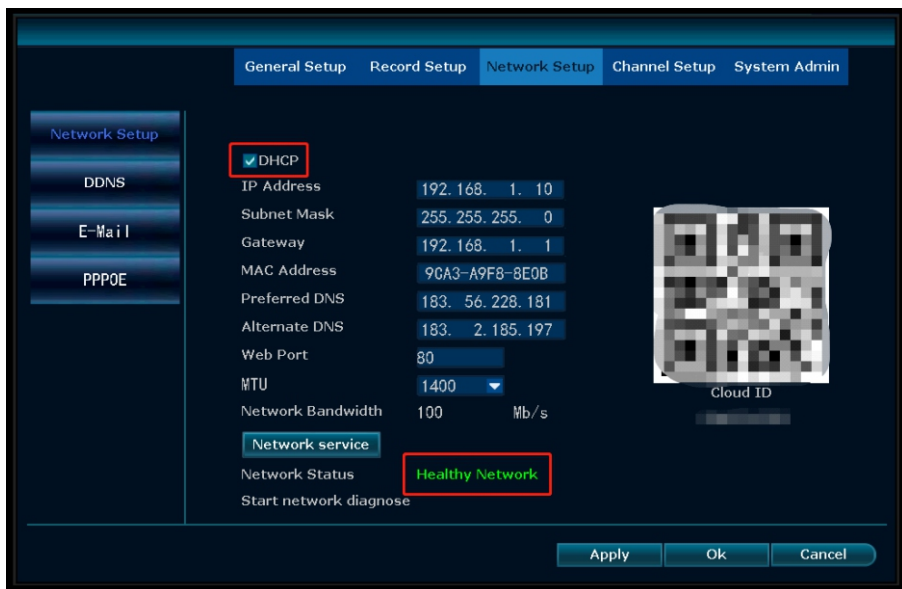 General Setup Record Setup Network Setup Channel Setup System Admin
Network Setup
DDNS
E-Mail
PPPOE
DHCP
IP Address 192.168. 1. 10
Subnet Mask 255.255.255. 0
Gateway 192.168. 1. 1
MAC Address 9CA3-A9F8-8E0B
Preferred DNS 183. 56.228.181
Alternate DNS 183. 2.185.197
Web Port 80
MTU 1400
Network Bandwidth 100 Mb/s
Network service
Network Status Healthy Network
Start network diagnose
Cloud ID
Apply Ok Cancel